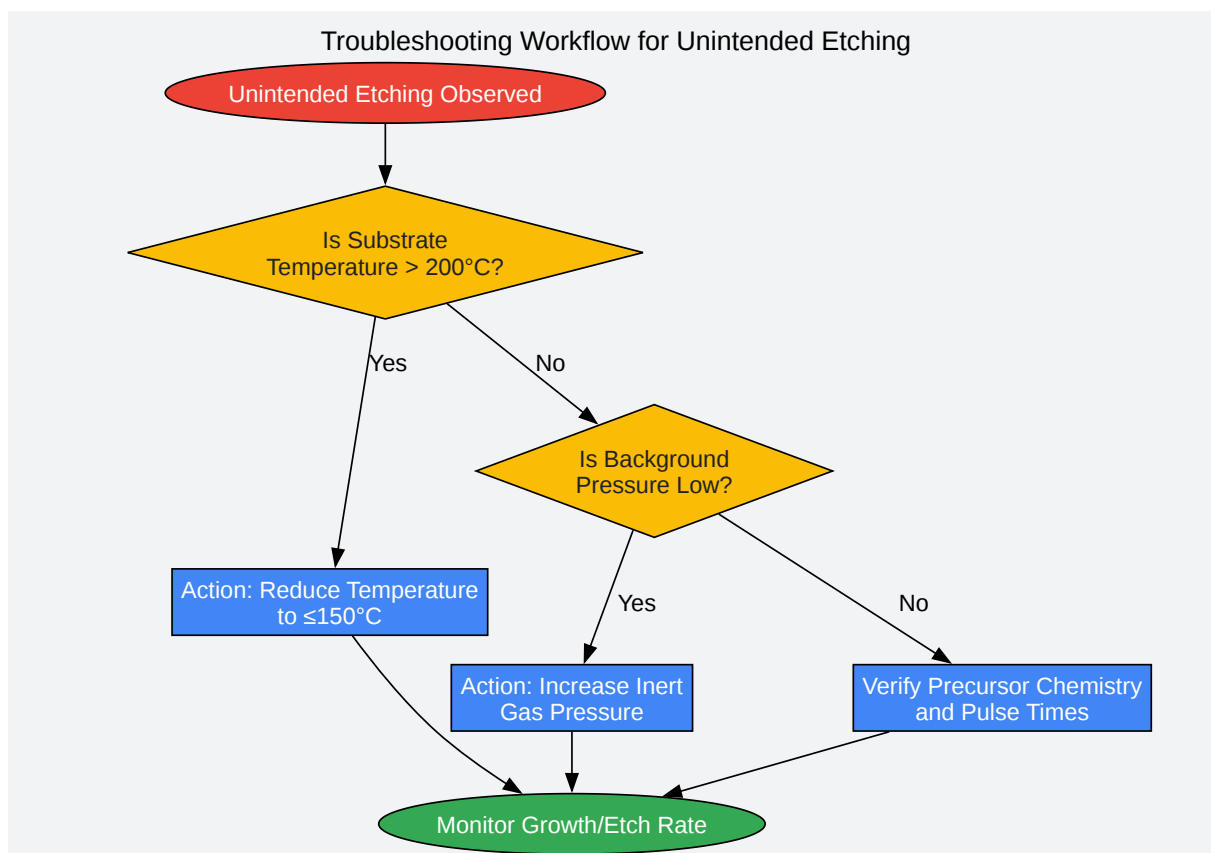 Troubleshooting Workflow for Unintended Etching
Unintended Etching Observed
Is Substrate
Temperature > 200°C?
Yes
No
Is Background
Pressure Low?
Action: Reduce Temperature
to ≤150°C
Yes
No
Action: Increase Inert
Gas Pressure
Verify Precursor Chemistry
and Pulse Times
Monitor Growth/Etch Rate